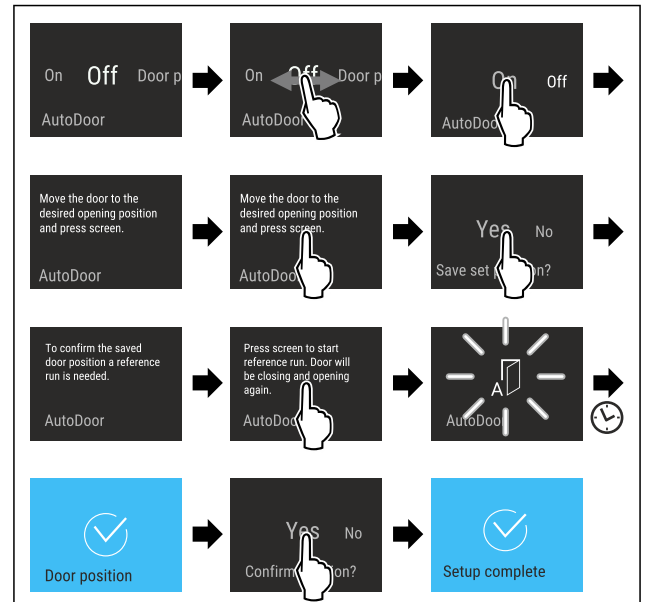 On Off Door p
AutoDoor
On Off Door p
AutoDoor
On Off
AutoDoo
Move the door to the
desired opening position
and press screen.
AutoDoor
Move the door to the
desired opening position
and press screen.
AutoDoo
Yes No
Save set p on?
To confirm the saved
door position a reference
run is needed.
AutoDoor
Press screen to start
reference run. Door will
be closing and opening
again.
AutoDoo
A
AutoDoor
Door position
Yes No
Confirm on?
Setup complete